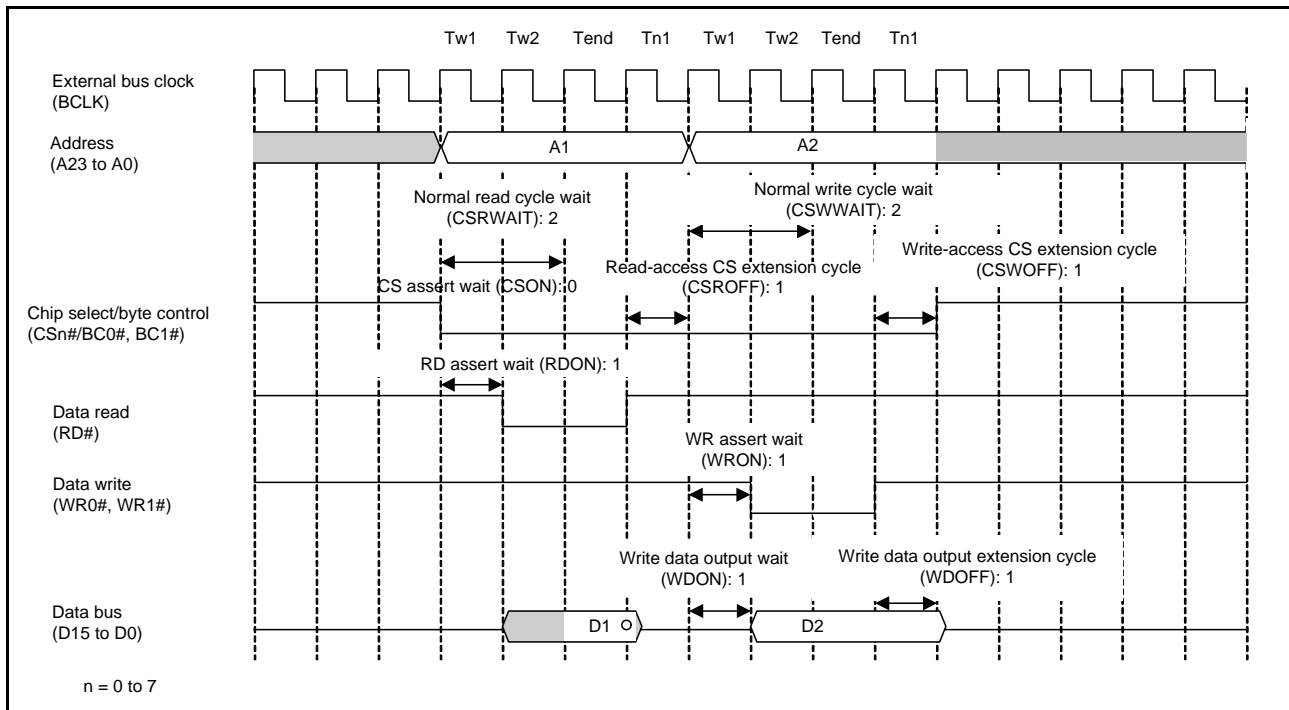 Tw1 Tw2 Tend Tn1 Tw1 Tw2 Tend Tn1
External bus clock
(BCLK)
Address
(A23 to A0)
A1
A2
Normal read cycle wait
(CSRWAIT): 2
Normal write cycle wait
(CSWWAIT): 2
CS assert wait (CSON): 0
Read-access CS extension cycle
(CSROFF): 1
Write-access CS extension cycle
(CSWOFF): 1
Chip select/byte control
(CSn#/BC0#, BC1#)
RD assert wait (RDON): 1
Data read
(RD#)
WR assert wait
(WRON): 1
Data write
(WR0#, WR1#)
Write data output wait
(WDON): 1
Write data output extension cycle
(WDOFF): 1
Data bus
(D15 to D0)
D1
D2
n = 0 to 7